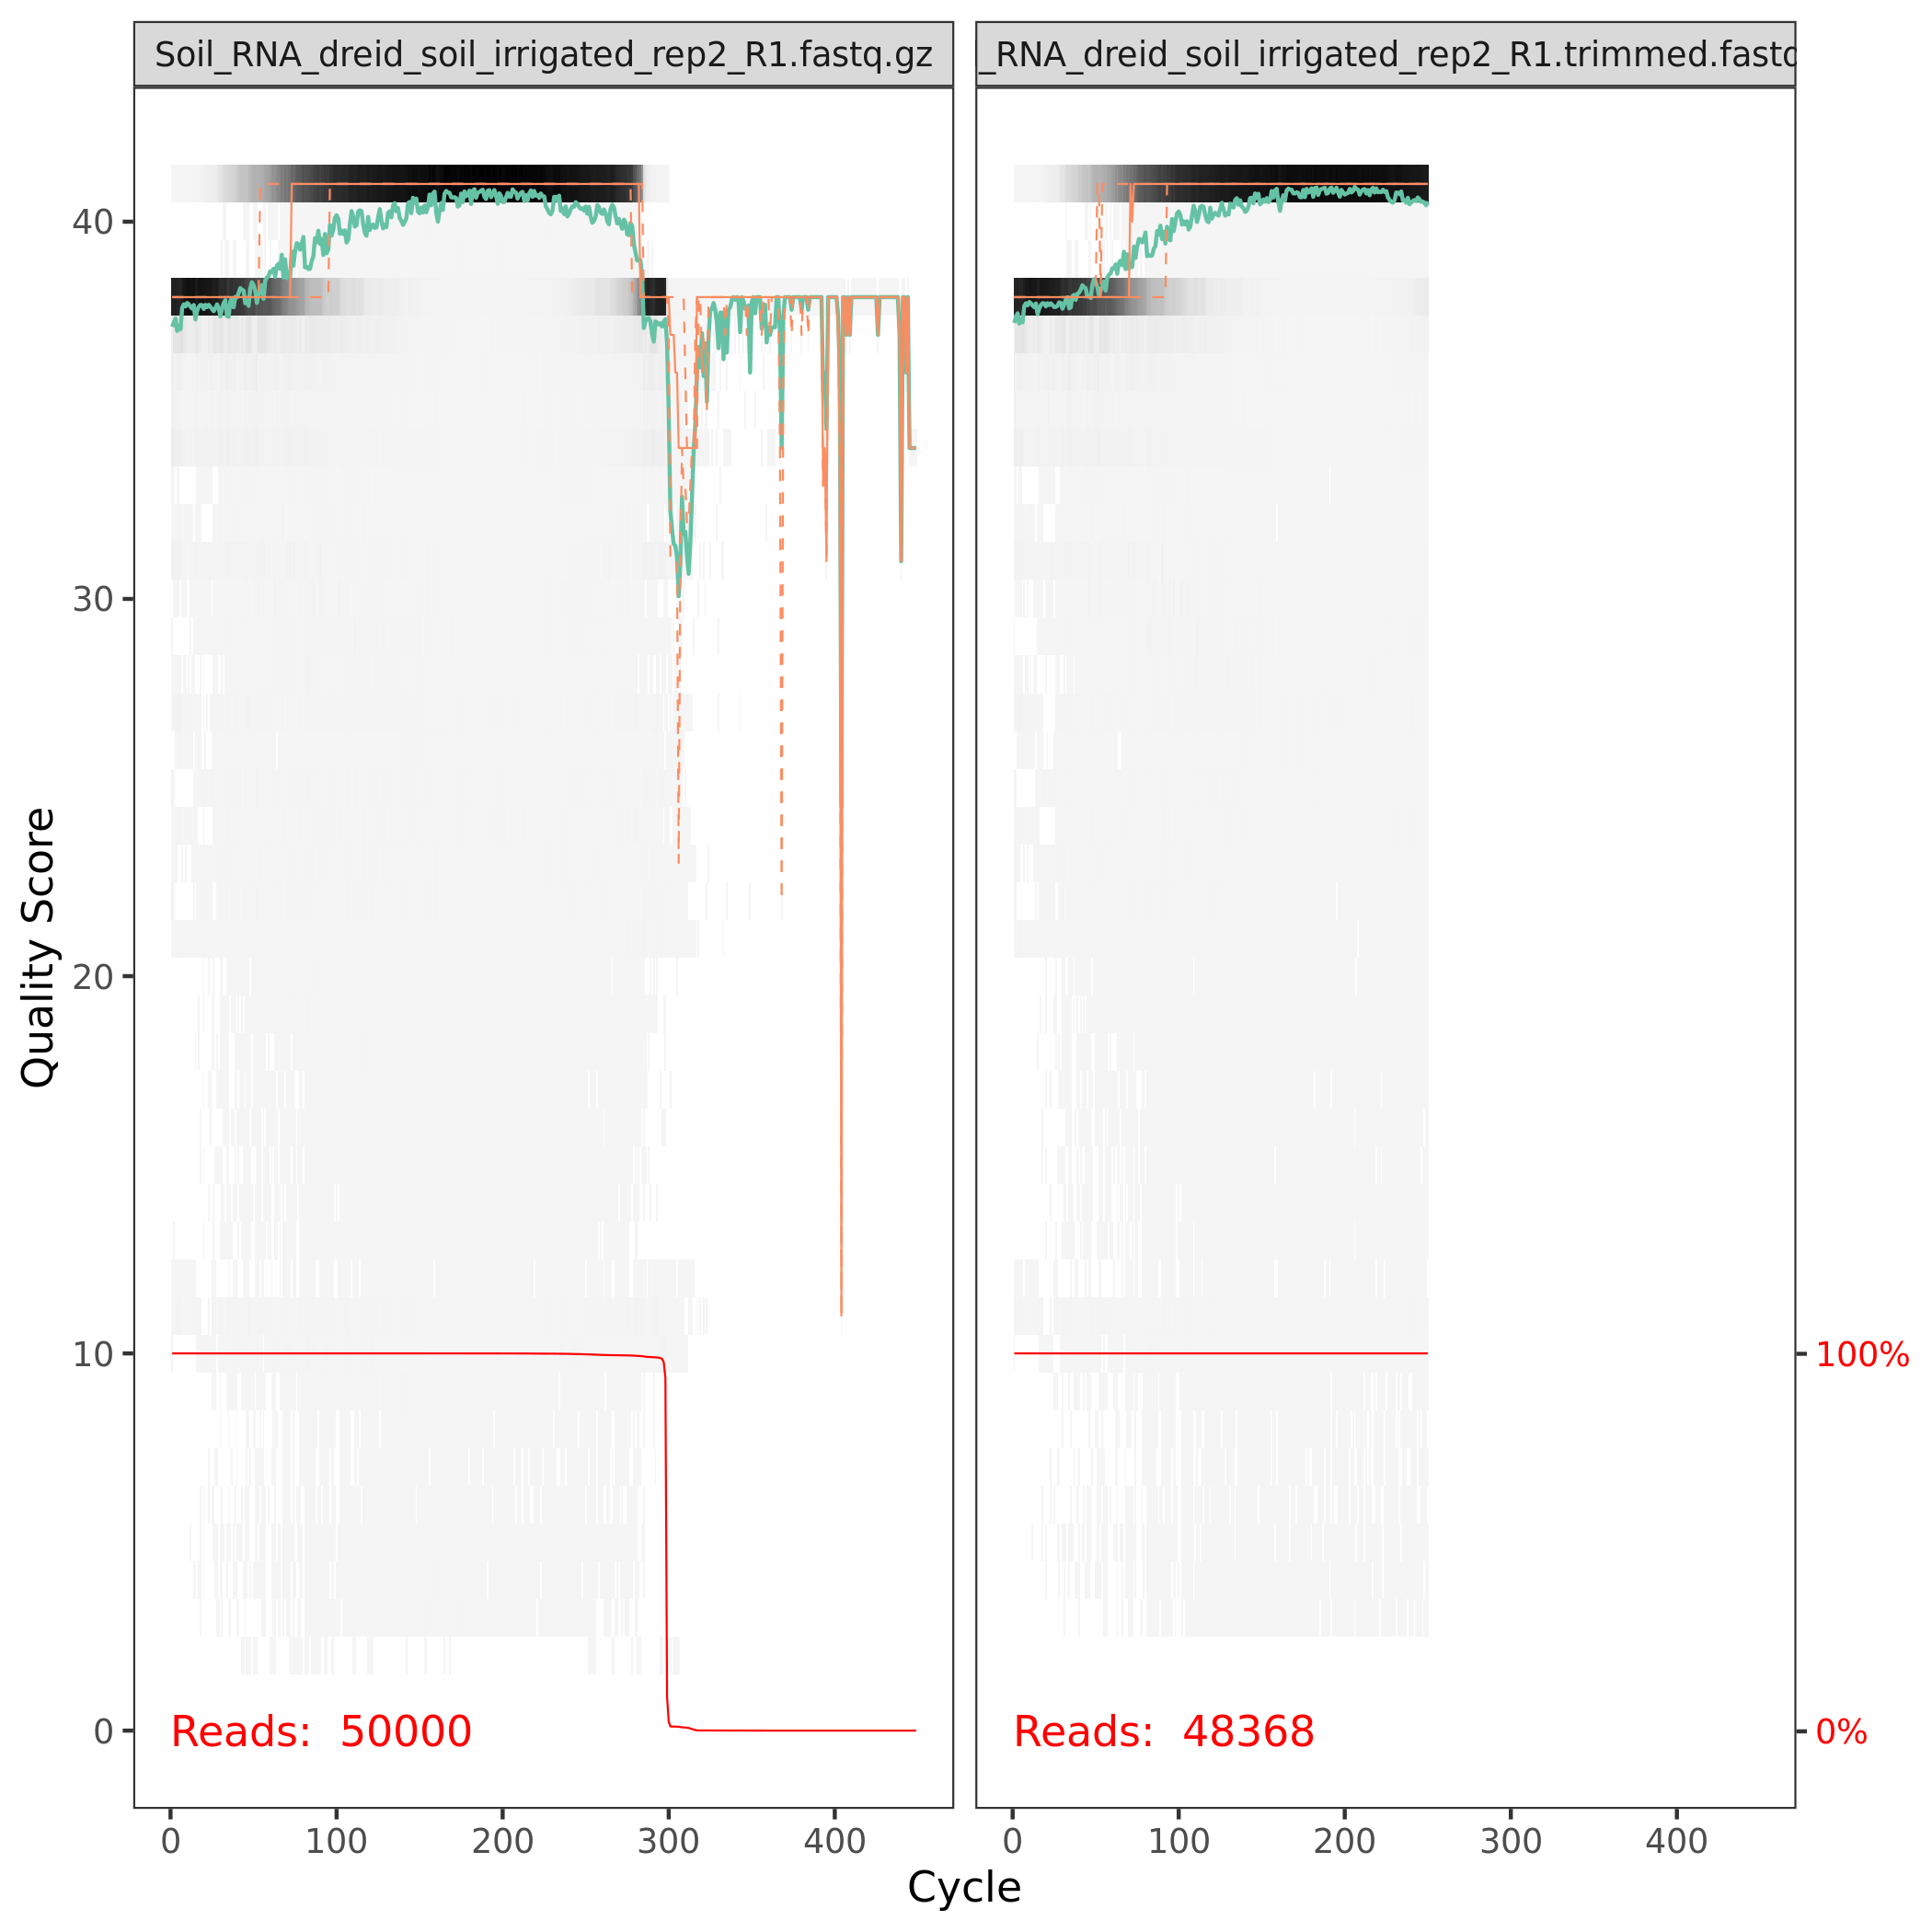 Soil_RNA_dreid_soil_irrigated_rep2_R1.fastq.gz
_RNA_dreid_soil_irrigated_rep2_R1.trimmed.fastq
Quality Score
40
30
20
10
0
Reads: 50000
Reads: 48368
100%
0%
0 100 200 300 400
0 100 200 300 400
Cycle